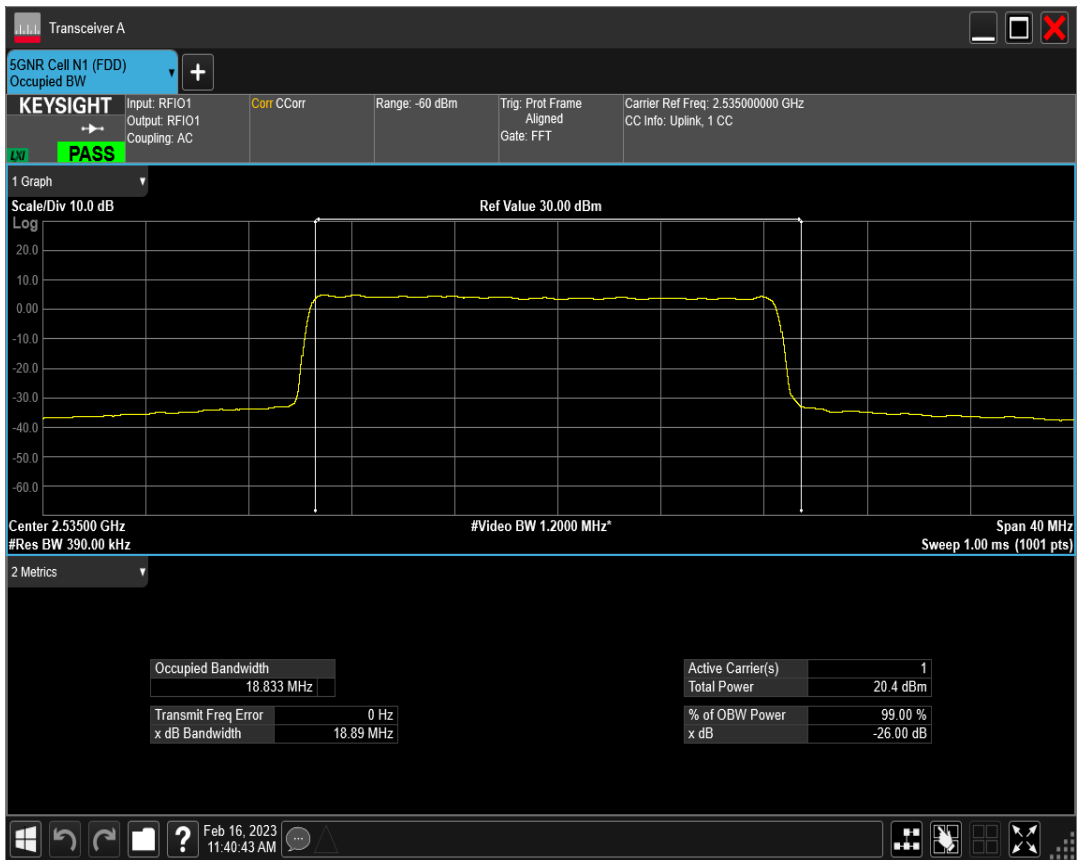 Transceiver A
5GNR Cell N1 (FDD)
Occupied BW
+
KEYSIGHT
LXI
PASS
Input: RFIO1
Output: RFIO1
Coupling: AC
Corr CCorr
Range: -60 dBm
Trig: Prot Frame
Aligned
Gate: FFT
Carrier Ref Freq: 2.535000000 GHz
CC Info: Uplink, 1 CC
1 Graph
Scale/Div 10.0 dB
Ref Value 30.00 dBm
Log
20.0
10.0
0.00
-10.0
-20.0
-30.0
-40.0
-50.0
-60.0
Center 2.53500 GHz
#Video BW 1.2000 MHz*
Span 40 MHz
#Res BW 390.00 kHz
Sweep 1.00 ms (1001 pts)
2 Metrics
Occupied Bandwidth
18.833 MHz
Active Carrier(s) 1
Total Power 20.4 dBm
Transmit Freq Error 0 Hz
x dB Bandwidth 18.89 MHz
% of OBW Power 99.00 %
x dB -26.00 dB
?
Feb 16, 2023
11:40:43 AM